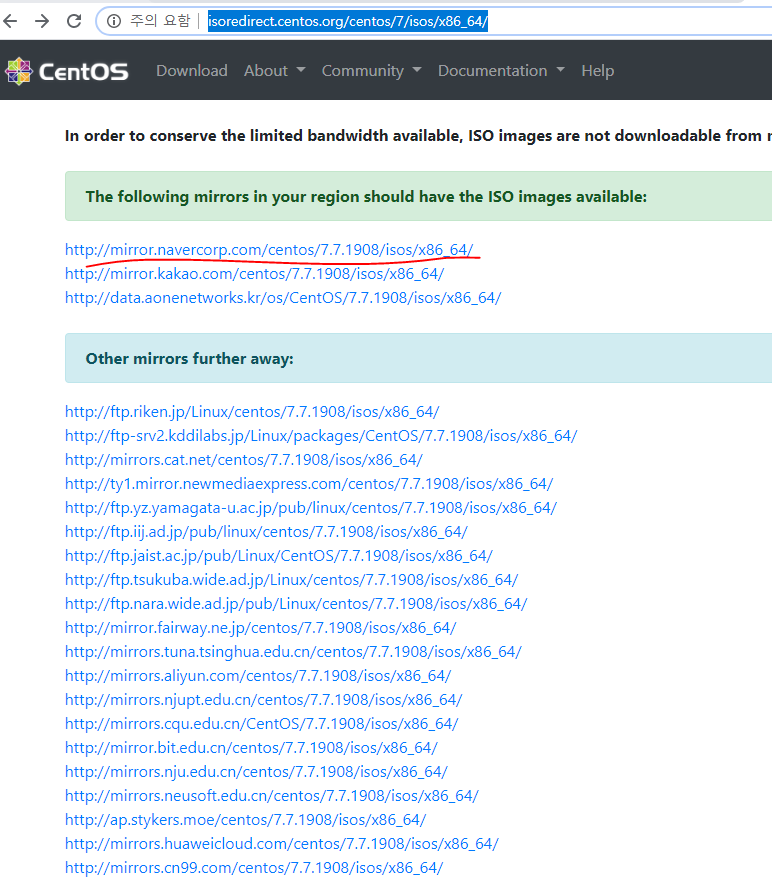 주의 요함 isoredirect.centos.org/centos/7/isos/x86_64/
CentOS Download About Community Documentation Help
In order to conserve the limited bandwidth available, ISO images are not downloadable from
The following mirrors in your region should have the ISO images available:
http://mirror.navercorp.com/centos/7.7.1908/isos/x86_64/
http://mirror.kakao.com/centos/7.7.1908/isos/x86_64/
http://data.aonenetworks.kr/os/CentOS/7.7.1908/isos/x86_64/
Other mirrors further away:
http://ftp.riken.jp/Linux/centos/7.7.1908/isos/x86_64/
http://ftp-srv2.kddilabs.jp/Linux/packages/CentOS/7.7.1908/isos/x86_64/
http://mirrors.cat.net/centos/7.7.1908/isos/x86_64/
http://ty1.mirror.newmediaexpress.com/centos/7.7.1908/isos/x86_64/
http://ftp.yz.yamagata-u.ac.jp/pub/linux/centos/7.7.1908/isos/x86_64/
http://ftp.iij.ad.jp/pub/linux/centos/7.7.1908/isos/x86_64/
http://ftp.jaist.ac.jp/pub/Linux/CentOS/7.7.1908/isos/x86_64/
http://ftp.tsukuba.wide.ad.jp/Linux/centos/7.7.1908/isos/x86_64/
http://ftp.nara.wide.ad.jp/pub/Linux/centos/7.7.1908/isos/x86_64/
http://mirror.fairway.ne.jp/centos/7.7.1908/isos/x86_64/
http://mirrors.tuna.tsinghua.edu.cn/centos/7.7.1908/isos/x86_64/
http://mirrors.aliyun.com/centos/7.7.1908/isos/x86_64/
http://mirrors.njupt.edu.cn/centos/7.7.1908/isos/x86_64/
http://mirrors.cqu.edu.cn/CentOS/7.7.1908/isos/x86_64/
http://mirror.bit.edu.cn/centos/7.7.1908/isos/x86_64/
http://mirrors.nju.edu.cn/centos/7.7.1908/isos/x86_64/
http://mirrors.neusoft.edu.cn/centos/7.7.1908/isos/x86_64/
http://ap.stykers.moe/centos/7.7.1908/isos/x86_64/
http://mirrors.huaweicloud.com/centos/7.7.1908/isos/x86_64/
http://mirrors.cn99.com/centos/7.7.1908/isos/x86_64/